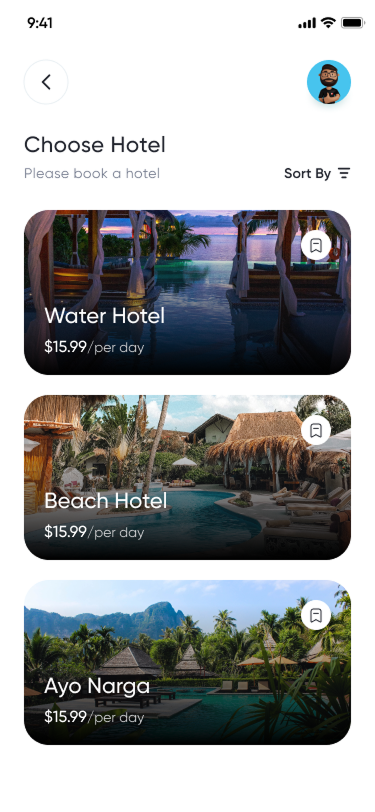 9:41
Choose Hotel
Please book a hotel
Sort By
Water Hotel
$15.99/per day
Beach Hotel
$15.99/per day
Ayo Narga
$15.99/per day